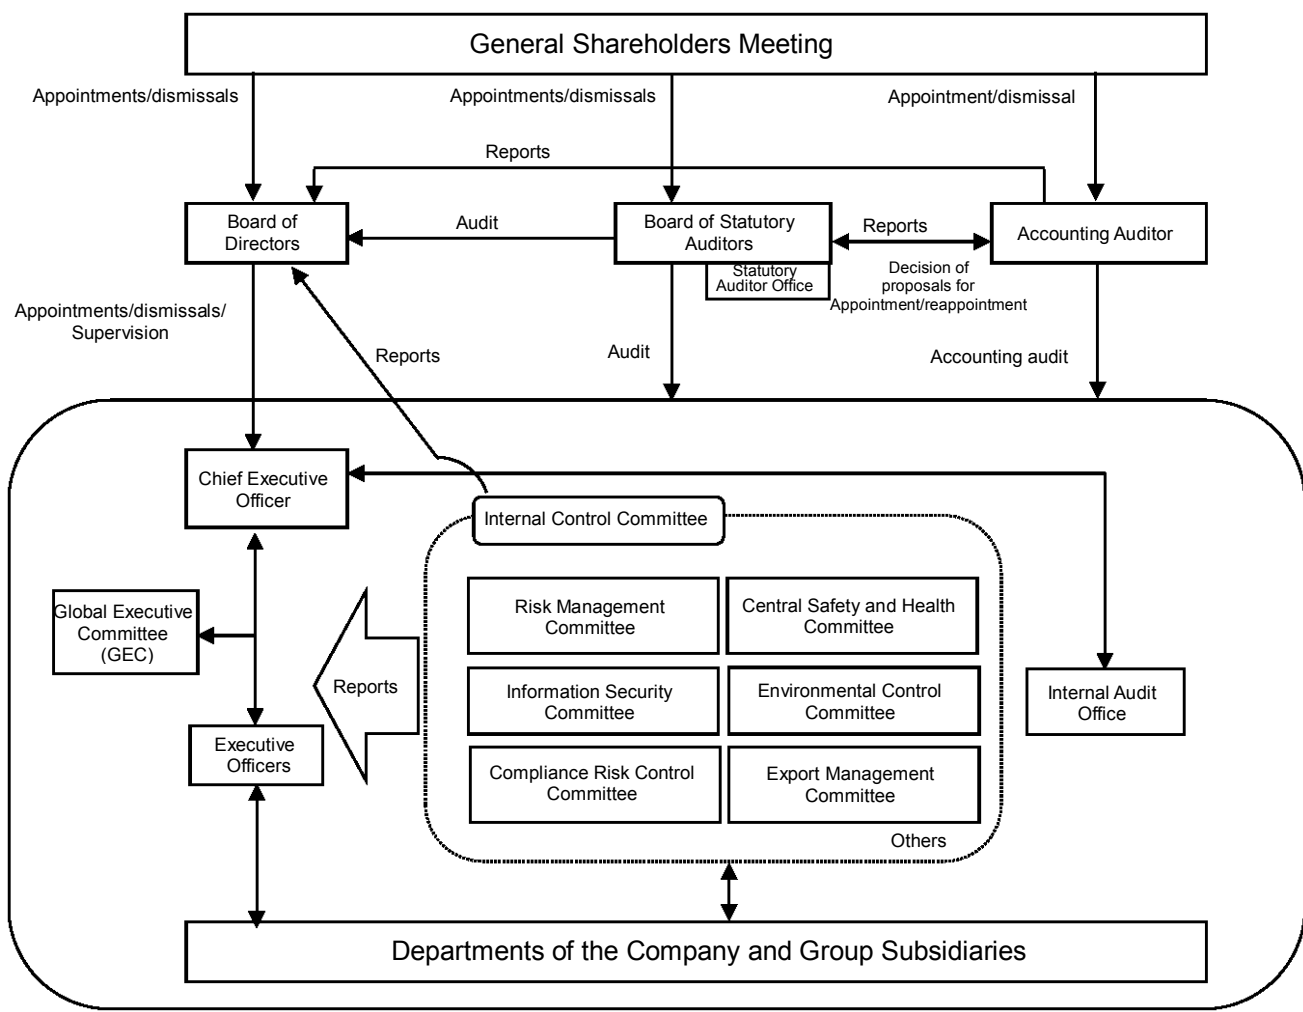 General Shareholders Meeting
Appointments/dismissals
Appointments/dismissals
Appointment/dismissal
Reports
Board of
Directors
Audit
Board of Statutory
Auditors
Reports
Accounting Auditor
Statutory
Auditor Office
Decision of
proposals for
Appointment/reappointment
Appointments/dismissals/
Supervision
Reports
Audit
Accounting audit
Chief Executive
Officer
Internal Control Committee
Global Executive
Committee
(GEC)
Risk Management
Committee
Central Safety and Health
Committee
Reports
Information Security
Committee
Environmental Control
Committee
Internal Audit
Office
Executive
Officers
Compliance Risk Control
Committee
Export Management
Committee
Others
Departments of the Company and Group Subsidiaries